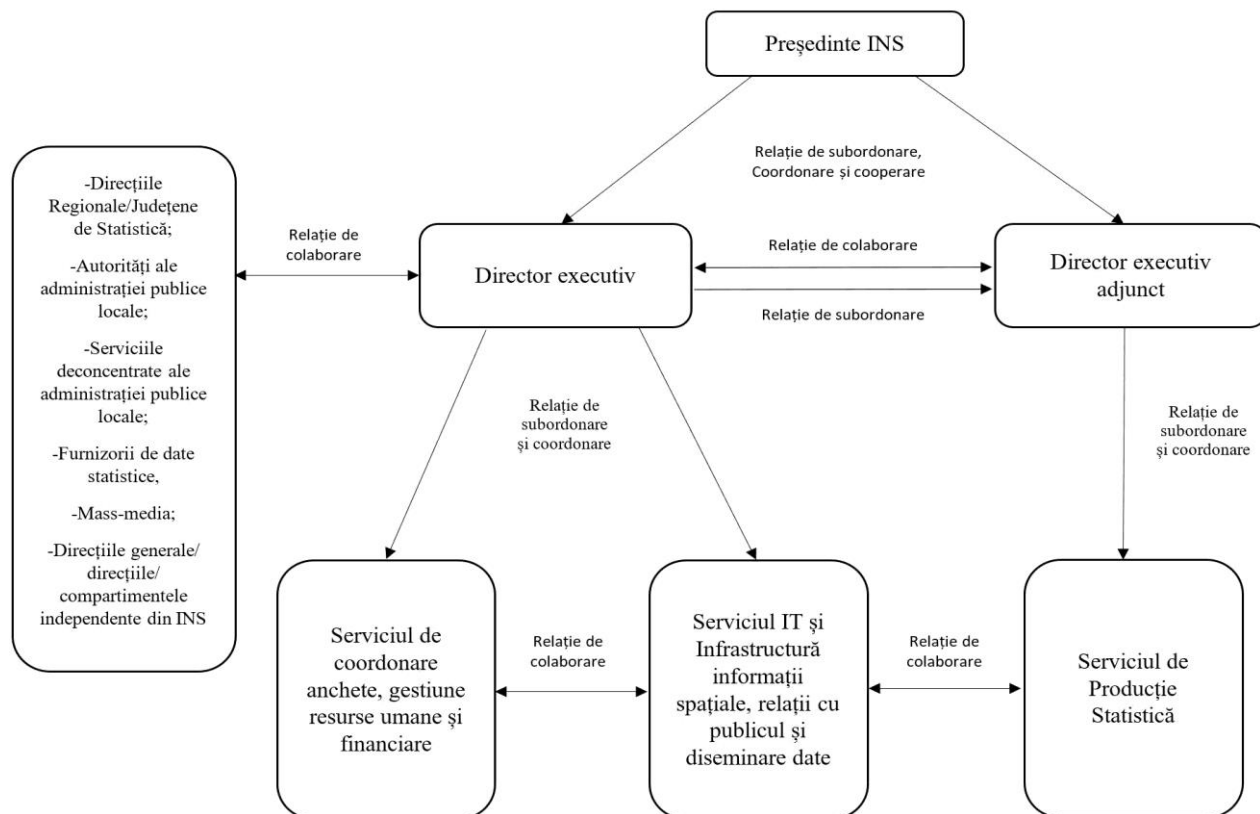 Președinte INS
Relație de subordonare,
Coordonare și cooperare
-Direcțiile
Regionale/Județene
de Statistică;
-Autorități ale
administrației publice
locale;
-Serviciile
deconcentrate ale
administrației publice
locale;
-Furnizorii de date
statistice,
-Mass-media;
-Direcțiile generale/
direcțiile/
compartimentele
independente din INS
Relație de
colaborare
Director executiv
Relație de colaborare
Relație de subordonare
Director executiv
adjunct
Relație de
subordonare
și coordonare
Relație de
subordonare
și coordonare
Serviciul de
coordonare
anchete, gestiune
resurse umane și
financiare
Relație de
colaborare
Serviciul IT și
Infrastructură
informații
spațiale, relații cu
publicul și
diseminare date
Relație de
colaborare
Serviciul de
Producție
Statistică